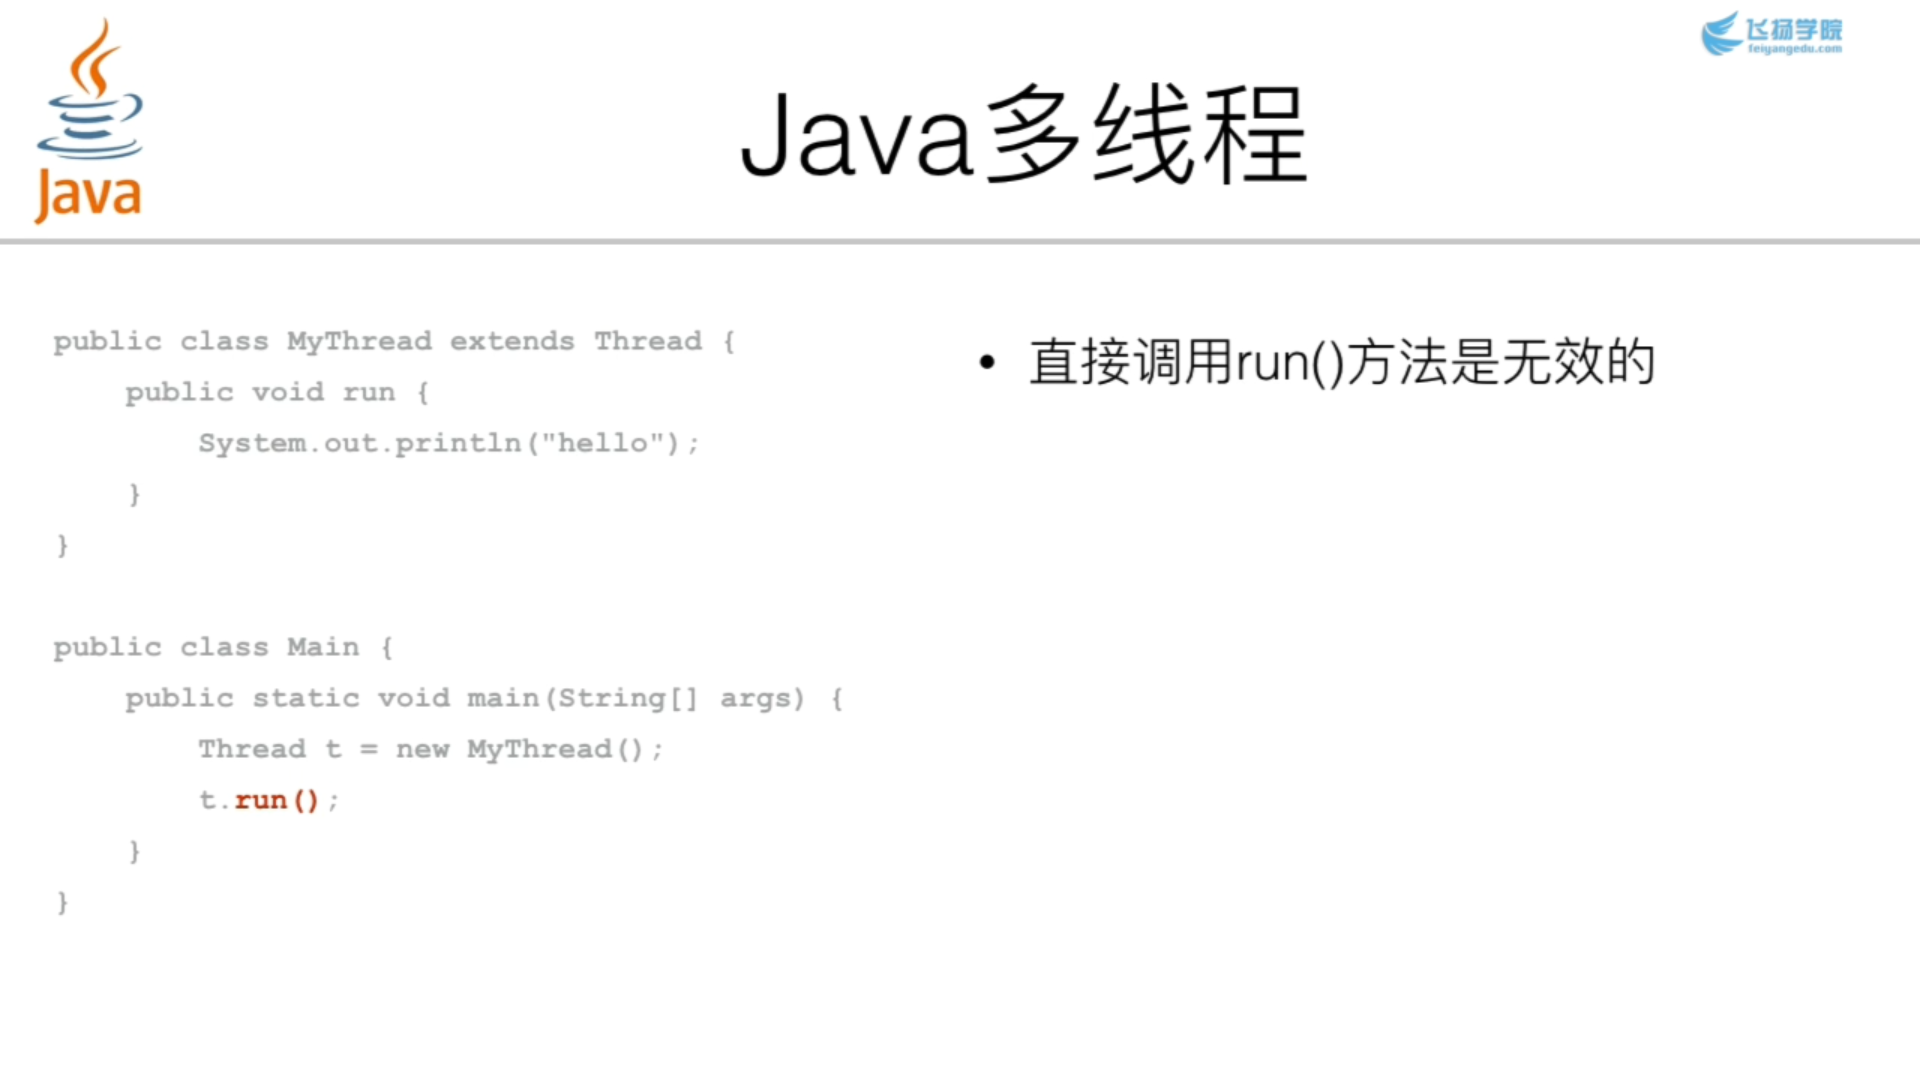 Java
飞扬学院
feiyangedu.com
Java多线程
public class MyThread extends Thread {
    public void run {
        System.out.println("hello");
    }
}
public class Main {
    public static void main(String[] args) {
        Thread t = new MyThread();
        t.run();
    }
}
• 直接调用run()方法是无效的